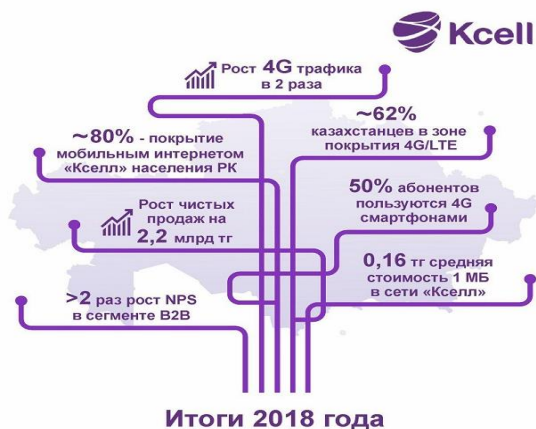 Kcell
Рост 4G трафика
в 2 раза
~62%
казахстанцев в зоне
покрытия 4G/LTE
~80% - покрытие
мобильным интернетом
«Кселл» населения РК
50% абонентов
пользуются 4G
смартфонами
Рост чистых
продаж на
2,2 млрд тг
0,16 тг средняя
стоимость 1 МБ
в сети «Кселл»
>2 раз рост NPS
в сегменте B2B
Итоги 2018 года